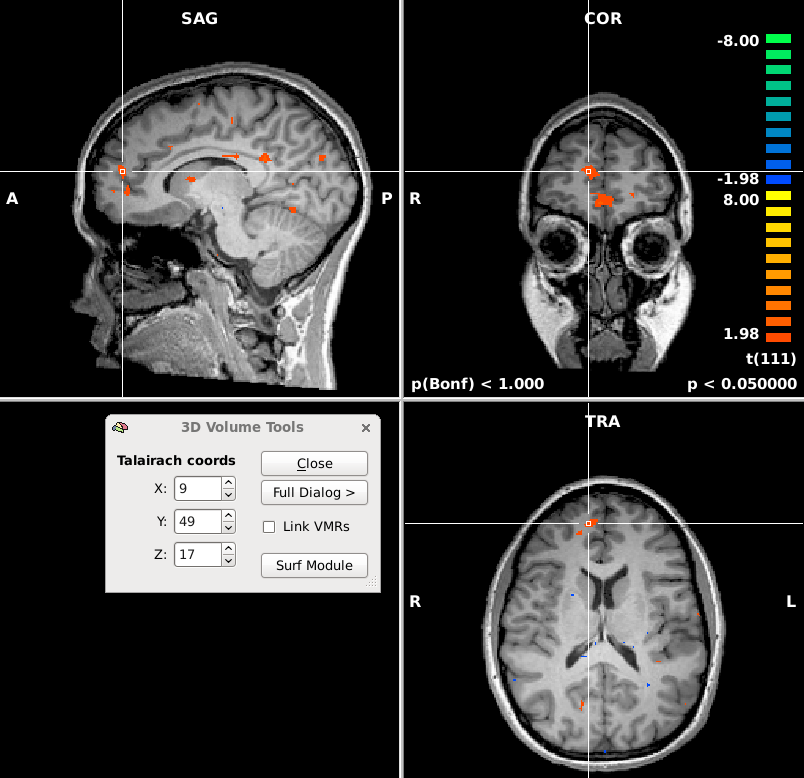 SAG
A
P
COR
-8.00
-1.98
8.00
1.98
t(111)
R
p(Bonf) < 1.000
p < 0.050000
3D Volume Tools
Talairach coords
X: 9
Y: 49
Z: 17
Close
Full Dialog >
Link VMRs
Surf Module
TRA
R
L